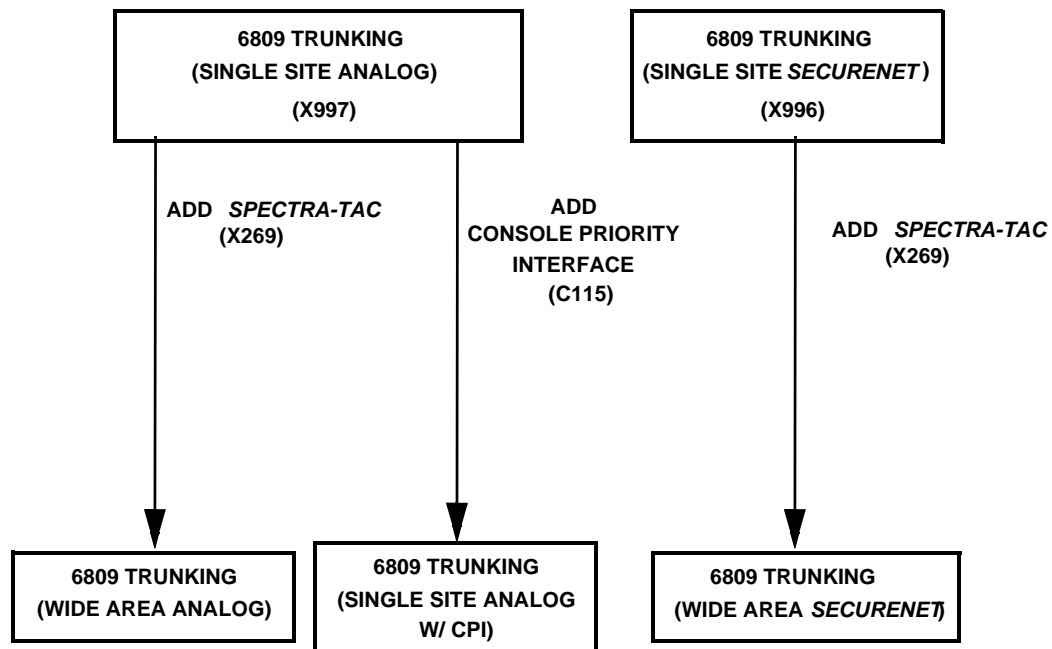 6809 TRUNKING
(SINGLE SITE ANALOG)
(X997)
6809 TRUNKING
(SINGLE SITE SECURENET)
(X996)
ADD SPECTRA-TAC
(X269)
ADD
CONSOLE PRIORITY
INTERFACE
(C115)
ADD SPECTRA-TAC
(X269)
6809 TRUNKING
(WIDE AREA ANALOG)
6809 TRUNKING
(SINGLE SITE ANALOG
W/ CPI)
6809 TRUNKING
(WIDE AREA SECURENET)